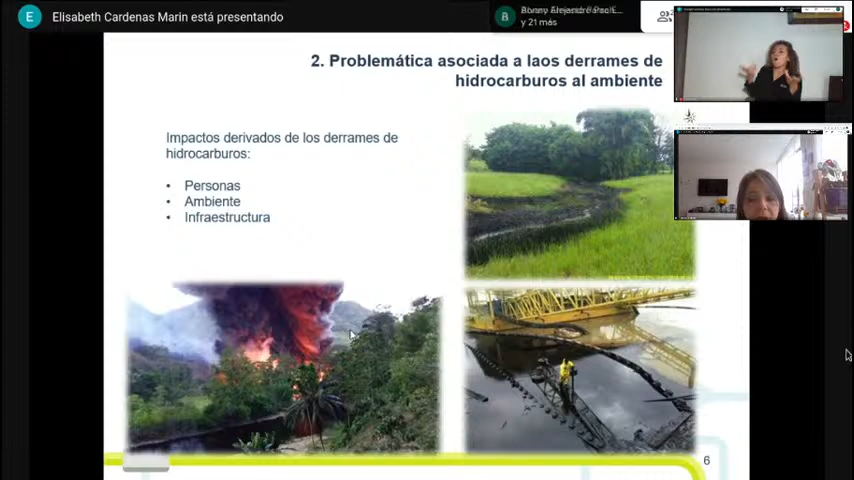 E Elisabeth Cardenas Marin está presentando
y 21 más
2. Problemática asociada a laos derrames de
hidrocarburos al ambiente
Impactos derivados de los derrames de
hidrocarburos:
• Personas
• Ambiente
• Infraestructura
6